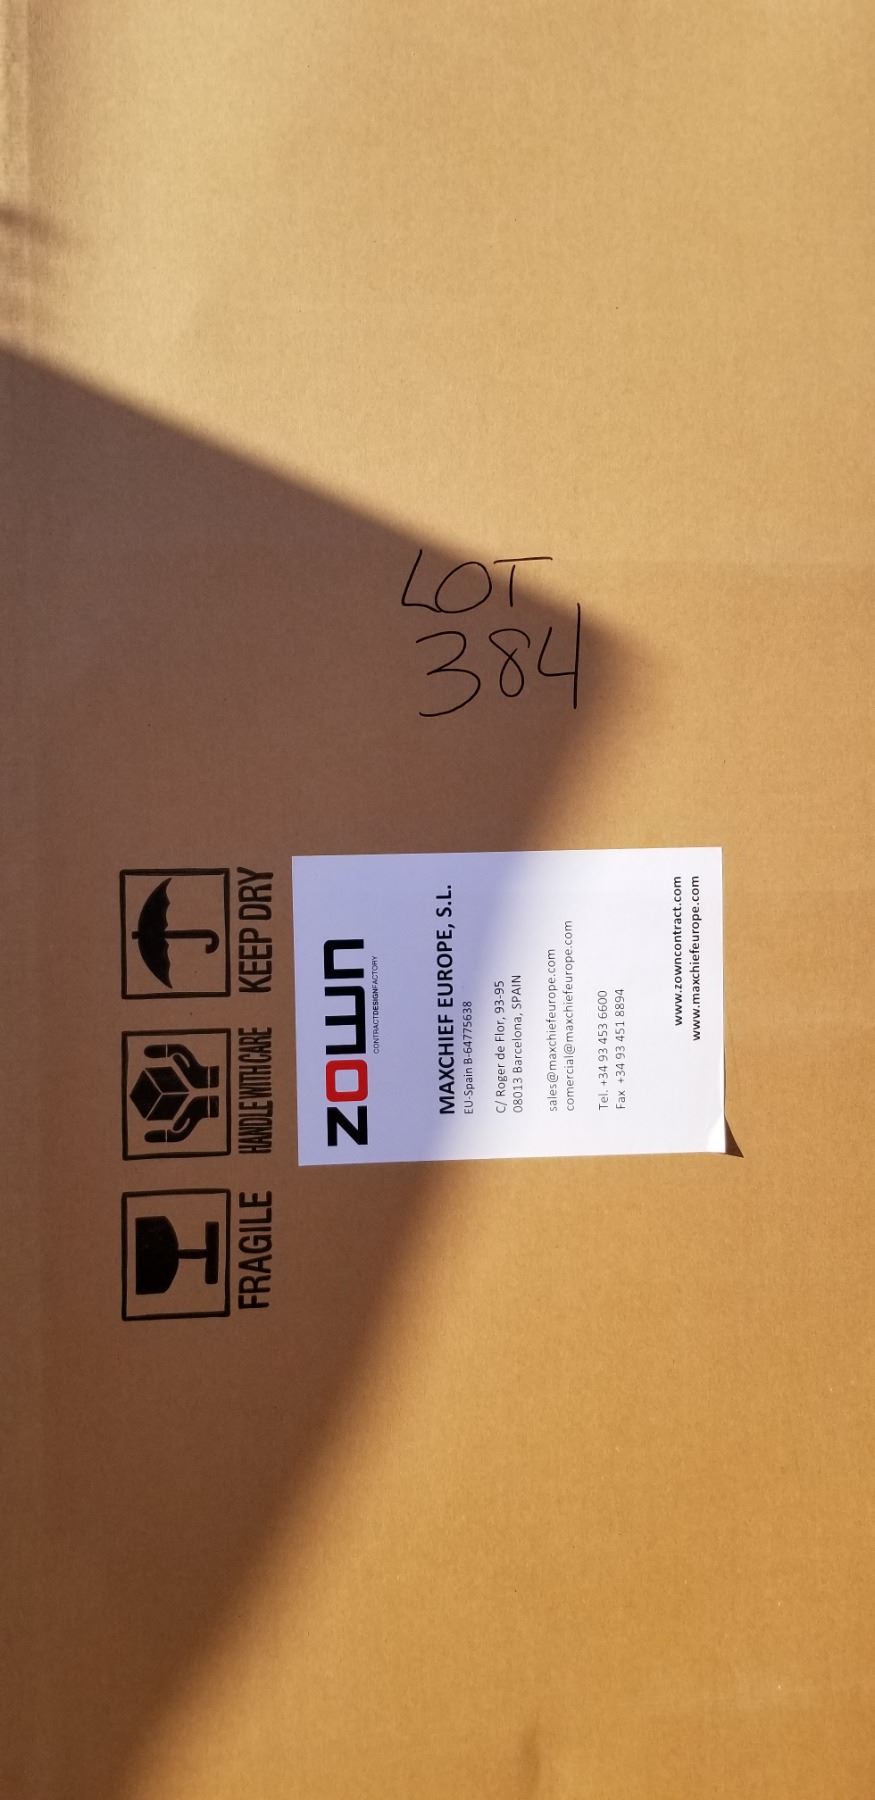 LOT
384
FRAGILE
HANDLE WITH CARE
KEEP DRY
ZOWN
CONTRACTDESIGNFACTORY
MAXCHIEF EUROPE, S.L.
EU-Spain B-64775638
C/ Roger de Flor, 93-95
08013 Barcelona, SPAIN
sales@maxchiefeurope.com
comercial@maxchiefeurope.com
Tel. +34 93 453 6600
Fax +34 93 451 8894
www.zowncontract.com
www.maxchiefeurope.com